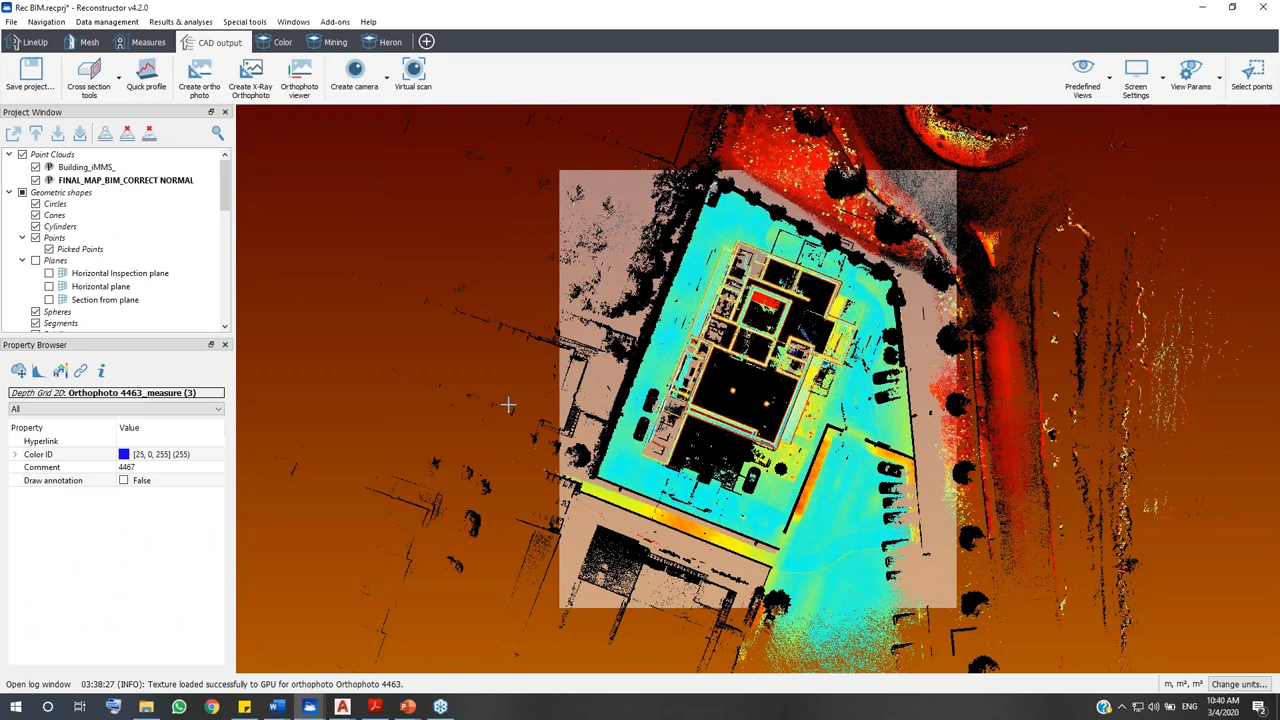 Rec BIM.recprj* - Reconstructor v4.2.0
File Navigation Data management Results & analyses Special tools Windows Add-ons Help
LineUp Mesh Measures CAD output Color Mining Heron
Save project... Cross section tools Quick profile Create ortho photo Create X-Ray Orthophoto Orthophoto viewer Create camera Virtual scan Predefined Views Screen Settings View Params Select points
Project Window
Point Clouds
Building_iMMS_
FINAL_MAP_BIM_CORRECT NORMAL
Geometric shapes
Circles
Cones
Cylinders
Points
Picked Points
Planes
Horizontal Inspection plane
Horizontal plane
Section from plane
Spheres
Segments
Property Browser
Depth Grid 2D: Orthophoto 4463_measure (3)
All
Property Value
Hyperlink
Color ID [25, 0, 255] (255)
Comment 4467
Draw annotation False
Open log window 03:38:27 (INFO): Texture loaded successfully to GPU for orthophoto Orthophoto 4463. m, m², m³ Change units...
ENG
10:40 AM
3/4/2020